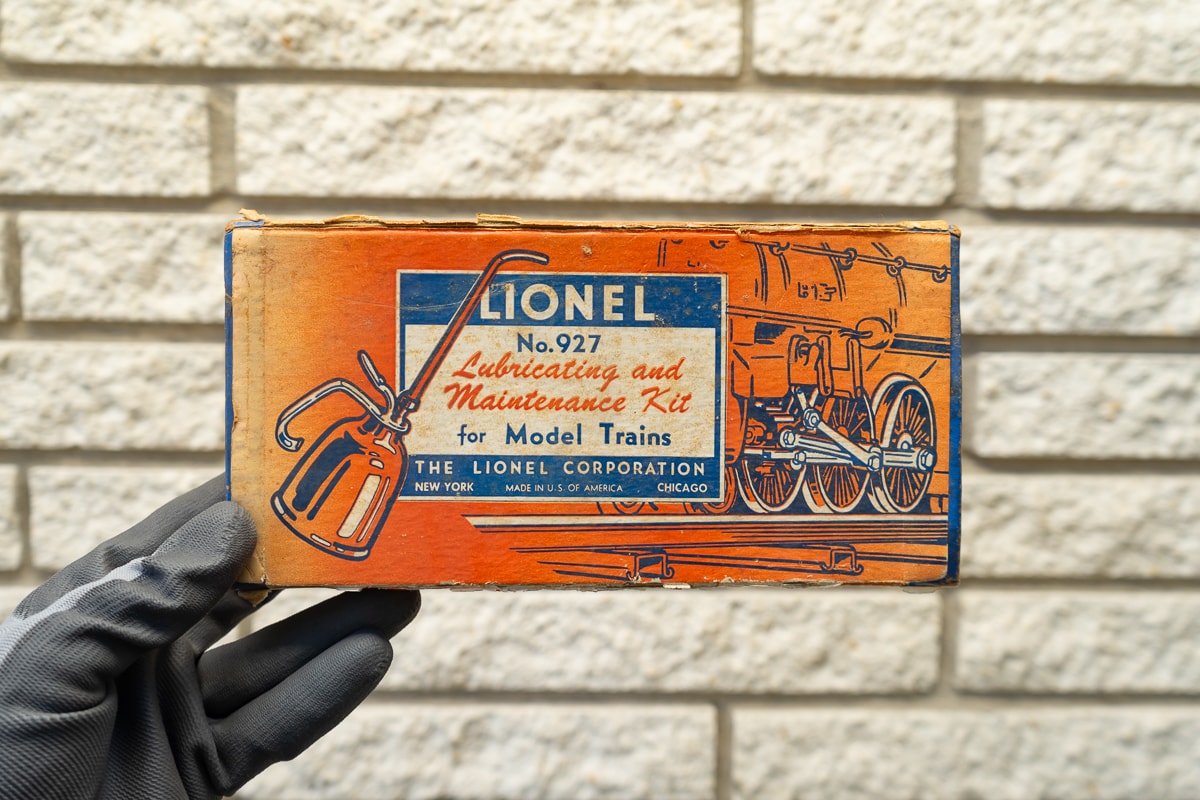 LIONEL
No. 927
Lubricating and
Maintenance Kit
for Model Trains
THE LIONEL CORPORATION
NEW YORK MADE IN U.S. OF AMERICA CHICAGO